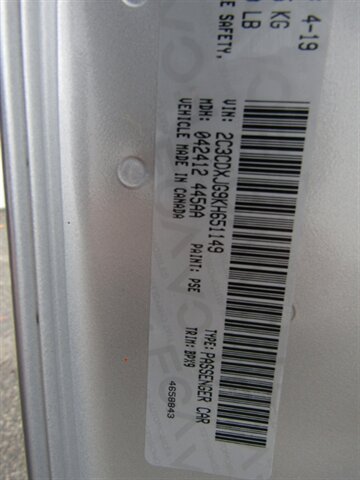 4-19
KG
LB
E SAFETY,
VIN: 2C3CDXJG9KH651149
TYPE: PASSENGER CAR
MDH: 042412 445AA
PAINT: PSE
TRIM: BPX9
VEHICLE MADE IN CANADA
4658843